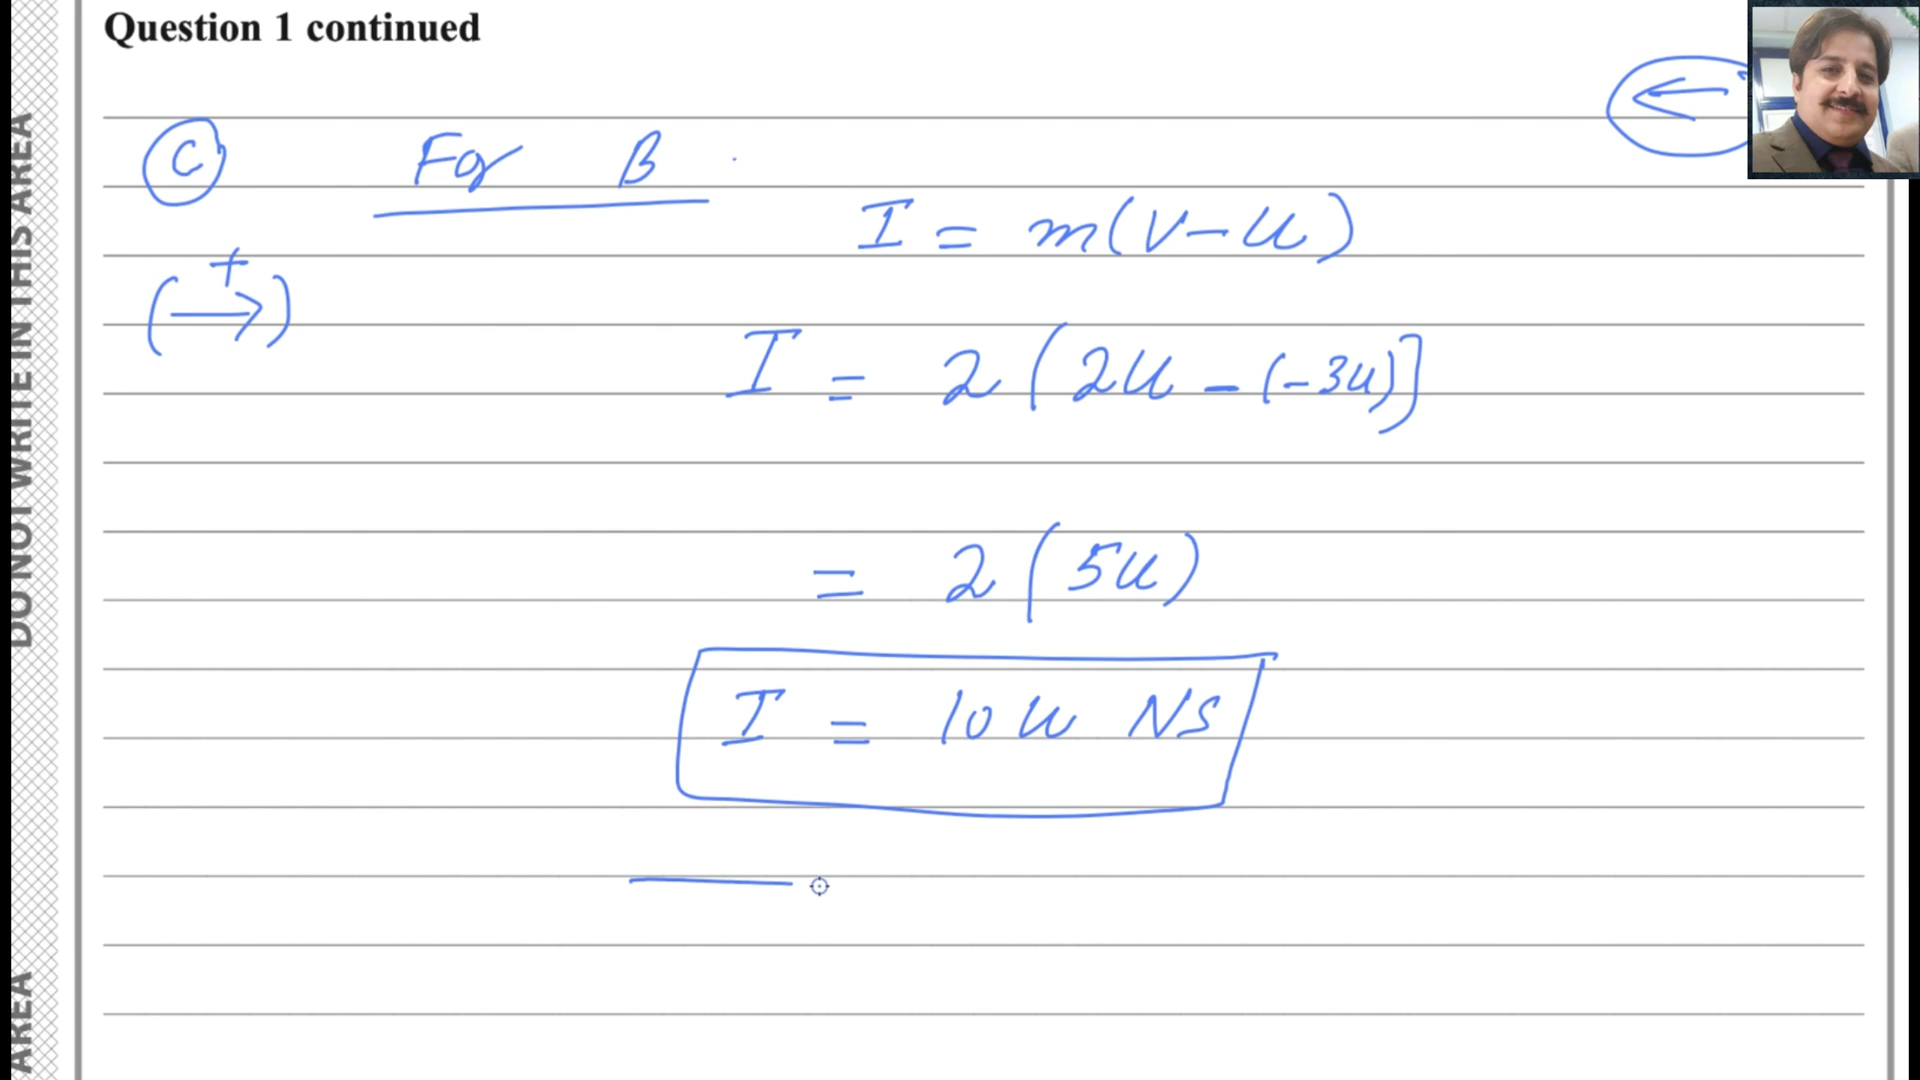 Question 1 continued
(C) For B
(→) +
I = m(V-U)
I = 2(2U-(-3U)]
= 2(5U)
I = 10U NS
DO NOT WRITE IN THIS AREA
AREA